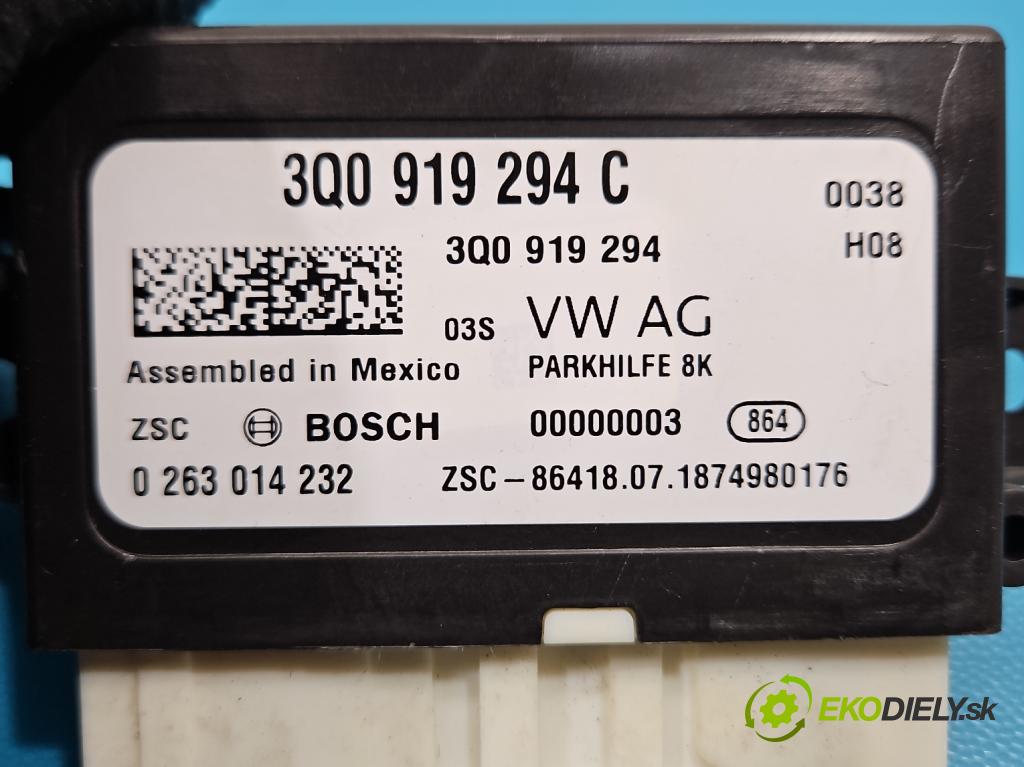 3Q0 919 294 C
0038
3Q0 919 294
H08
03S VW AG
Assembled in Mexico
PARKHILFE 8K
ZSC BOSCH 00000003 864
0 263 014 232 ZSC-86418.07.1874980176
EKODIELY.sk